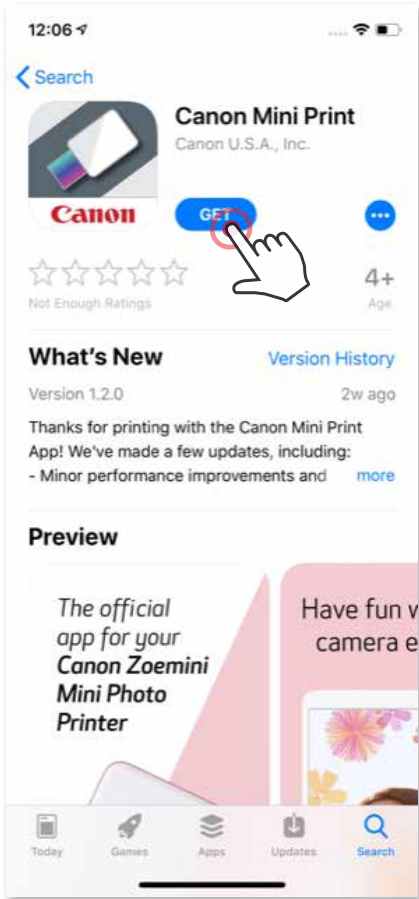 12:06
Search
Canon Mini Print
Canon U.S.A., Inc.
Canon
GET
Not Enough Ratings
4+
Age
What's New
Version History
Version 1.2.0
2w ago
Thanks for printing with the Canon Mini Print
App! We've made a few updates, including:
- Minor performance improvements and more
Preview
The official
app for your
Canon Zoemini
Mini Photo
Printer
Have fun w
camera e
Today
Games
Apps
Updates
Search